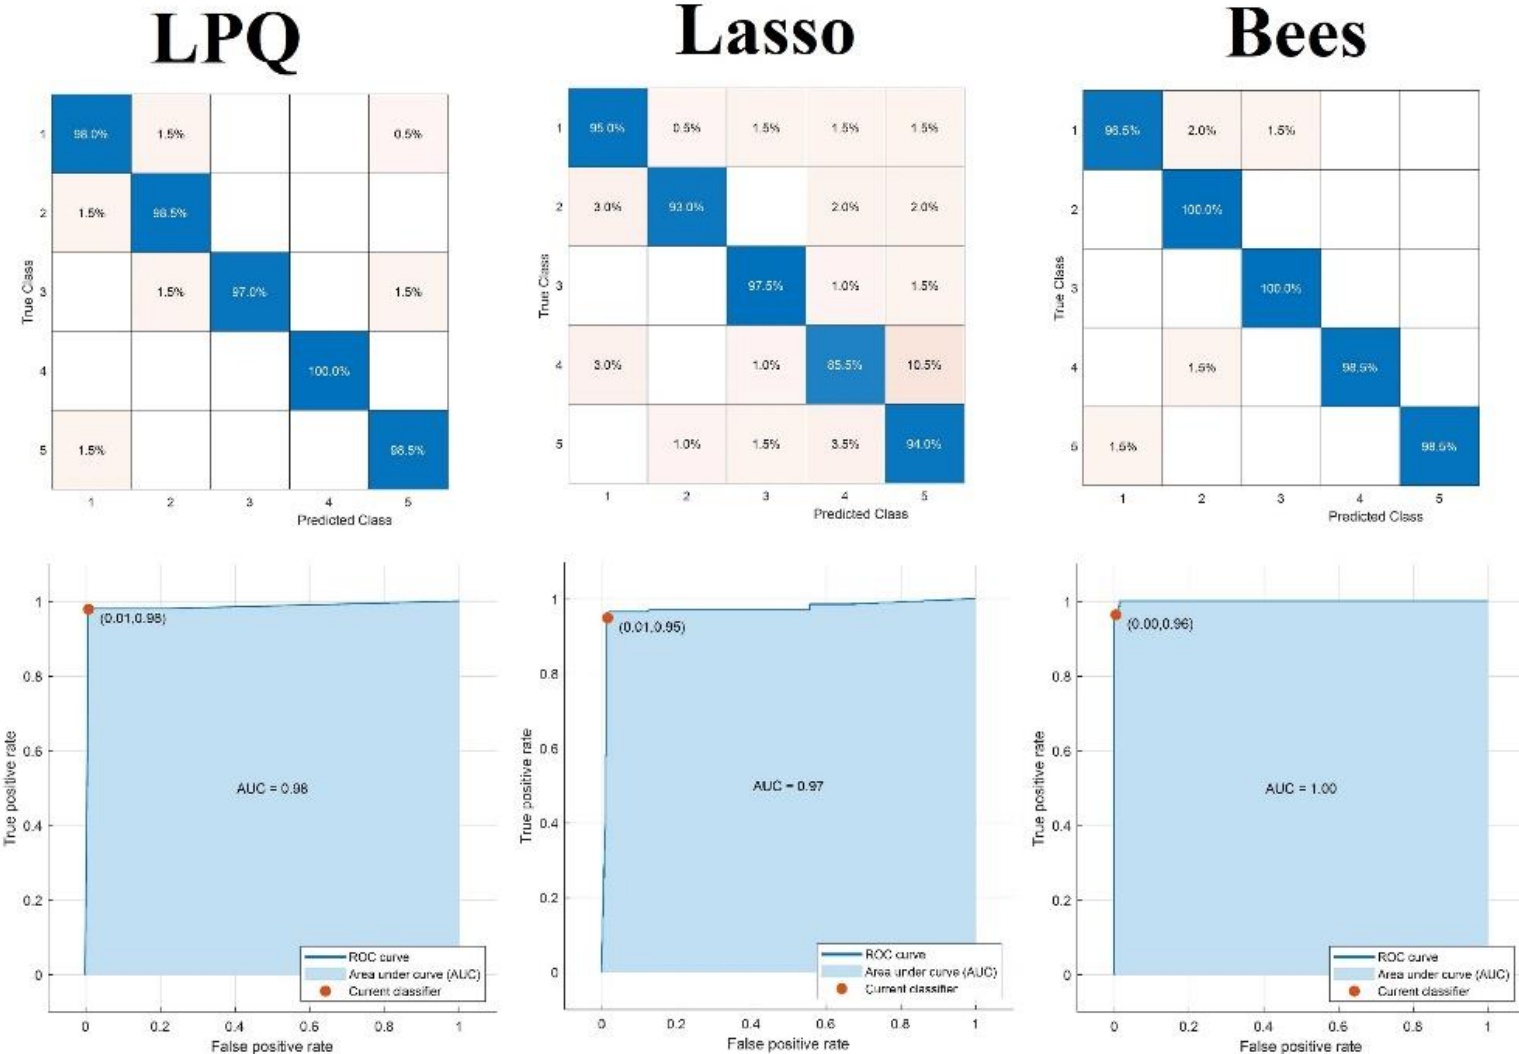 LPQ
Lasso
Bees
1 98.0% 1.5% 0.5%
2 1.5% 98.5%
3 1.5% 97.0% 1.5%
4 100.0%
5 1.5% 98.5%
1 2 3 4 5
Predicted Class
True Class
1 95.0% 0.5% 1.5% 1.5% 1.5%
2 3.0% 93.0% 2.0% 2.0%
3 97.5% 1.0% 1.5%
4 3.0% 1.0% 85.5% 10.5%
5 1.0% 1.5% 3.5% 94.0%
1 2 3 4 5
Predicted Class
True Class
1 96.5% 2.0% 1.5%
2 100.0%
3 100.0%
4 1.5% 98.5%
5 1.5% 98.5%
1 2 3 4 5
Predicted Class
True Class
1
0.8
0.6
0.4
0.2
0
True positive rate
(0.01,0.98)
AUC = 0.98
ROC curve
Area under curve (AUC)
Current classifier
0 0.2 0.4 0.6 0.8 1
False positive rate
1
0.8
0.6
0.4
0.2
0
True positive rate
(0.01,0.95)
AUC = 0.97
ROC curve
Area under curve (AUC)
Current classifier
0 0.2 0.4 0.6 0.8 1
False positive rate
1
0.8
0.6
0.4
0.2
0
True positive rate
(0.00,0.96)
AUC = 1.00
ROC curve
Area under curve (AUC)
Current classifier
0 0.2 0.4 0.6 0.8 1
False positive rate